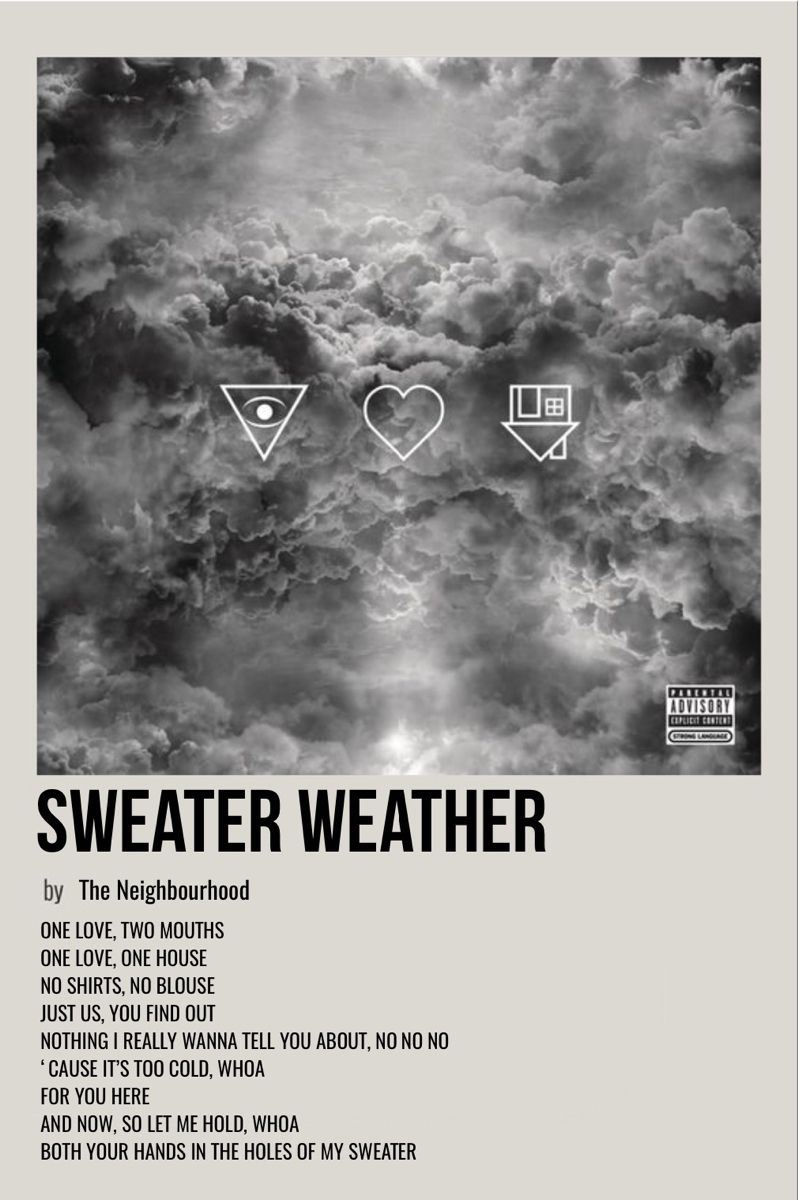 PARENTAL
ADVISORY
EXPLICIT CONTENT
STRONG LANGUAGE
SWEATER WEATHER
by The Neighbourhood
ONE LOVE, TWO MOUTHS
ONE LOVE, ONE HOUSE
NO SHIRTS, NO BLOUSE
JUST US, YOU FIND OUT
NOTHING I REALLY WANNA TELL YOU ABOUT, NO NO NO
‘ CAUSE IT’S TOO COLD, WHOA
FOR YOU HERE
AND NOW, SO LET ME HOLD, WHOA
BOTH YOUR HANDS IN THE HOLES OF MY SWEATER